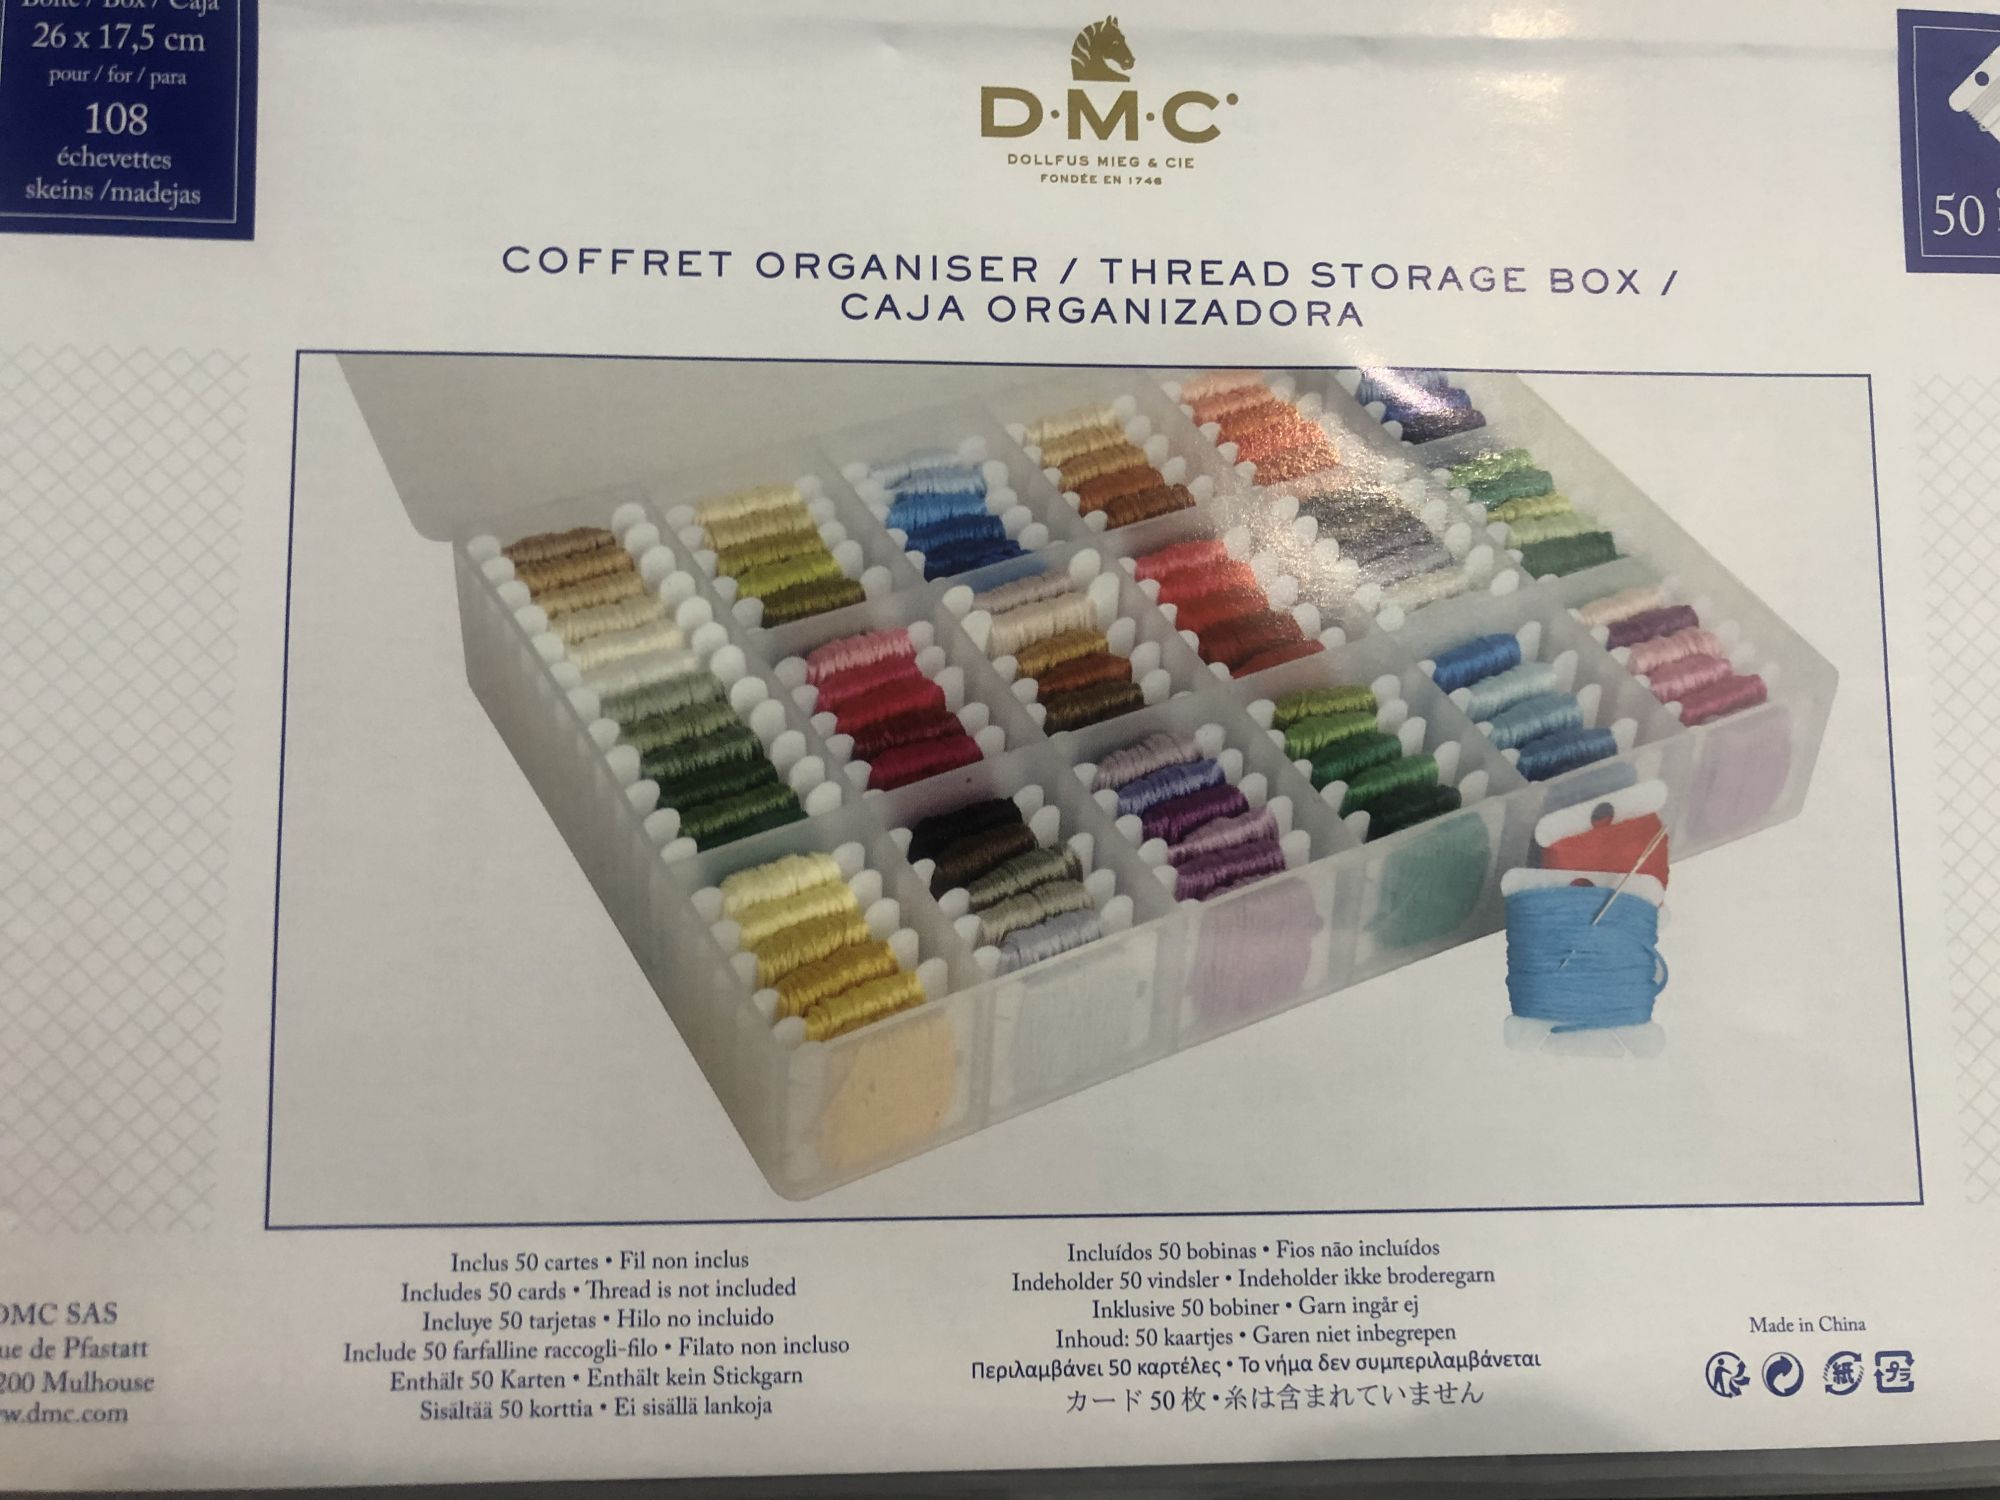 26 x 17,5 cm
pour / for / para
108
échevettes
skeins /madejas
D·M·C
DOLLFUS MIEG & CIE
FONDÉE EN 1746
50
COFFRET ORGANISER / THREAD STORAGE BOX /
CAJA ORGANIZADORA
DMC SAS
de Pfastatt
Mulhouse
Inclus 50 cartes • Fil non inclus
Includes 50 cards • Thread is not included
Incluye 50 tarjetas • Hilo no incluido
Include 50 farfalline raccogli-filo • Filato non incluso
Enthält 50 Karten • Enthält kein Stickgarn
Sisältää 50 korttia • Ei sisällä lankoja
Incluídos 50 bobinas • Fios não incluídos
Indeholder 50 vindsler • Indeholder ikke broderegarn
Inklusive 50 bobiner • Garn ingår ej
Inhoud: 50 kaartjes • Garen niet inbegrepen
Περιλαμβάνει 50 καρτέλες • Το νήμα δεν συμπεριλαμβάνεται
カード 50 枚・糸は含まれていません
Made in China
紙
プラ